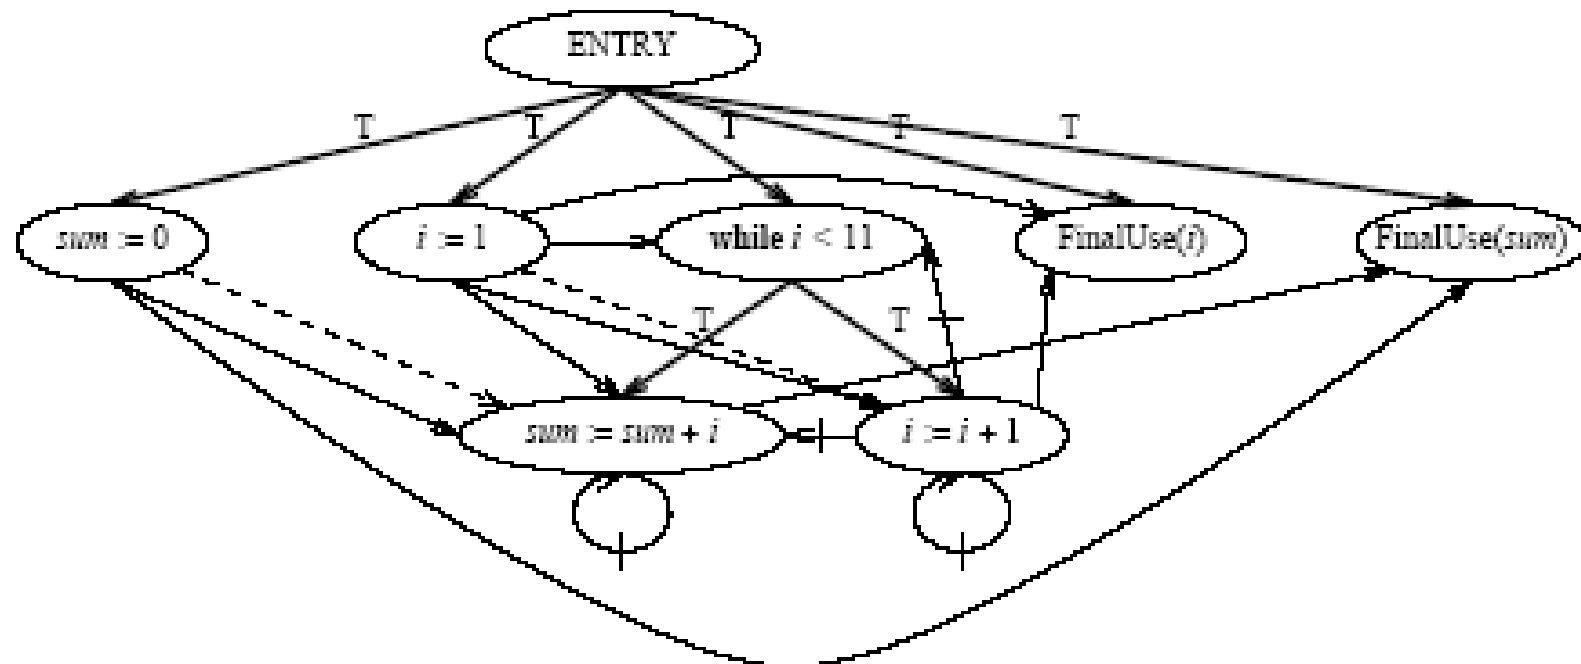 ENTRY
T T T T T
sum := 0 i := 1 while i < 11 FinalUse(i) FinalUse(sum)
T T
sum := sum + i i := i + 1